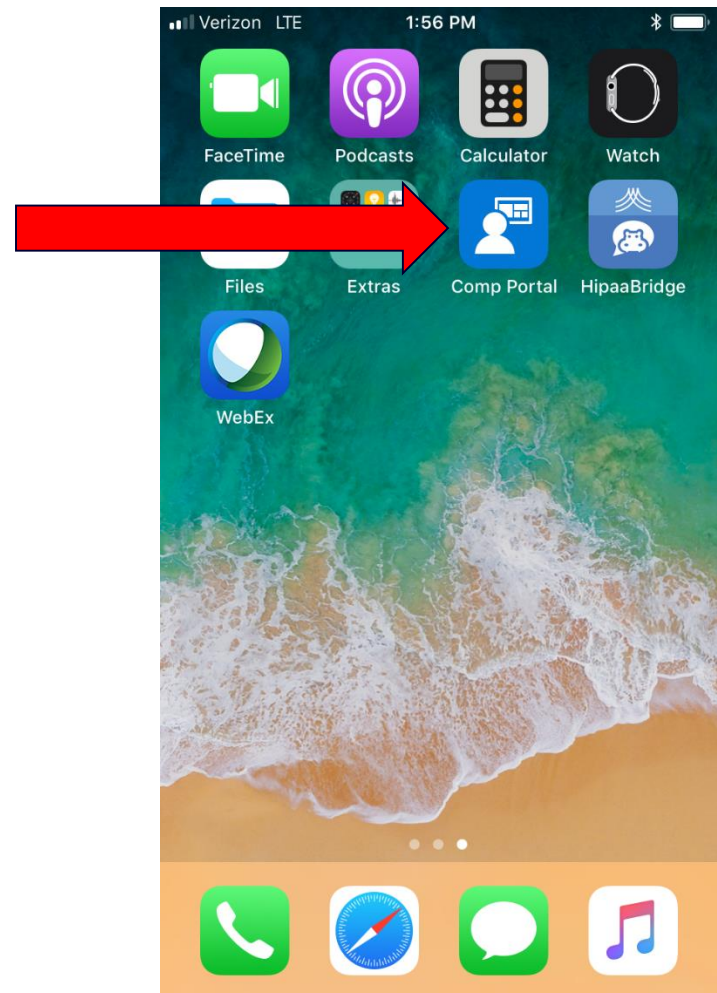 Verizon LTE 1:56 PM
FaceTime Podcasts Calculator Watch
Files Extras Comp Portal HipaaBridge
WebEx